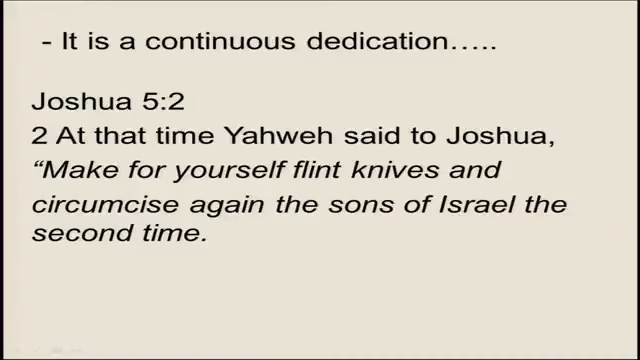 - It is a continuous dedication…..
Joshua 5:2
2 At that time Yahweh said to Joshua,
“Make for yourself flint knives and
circumcise again the sons of Israel the
second time.